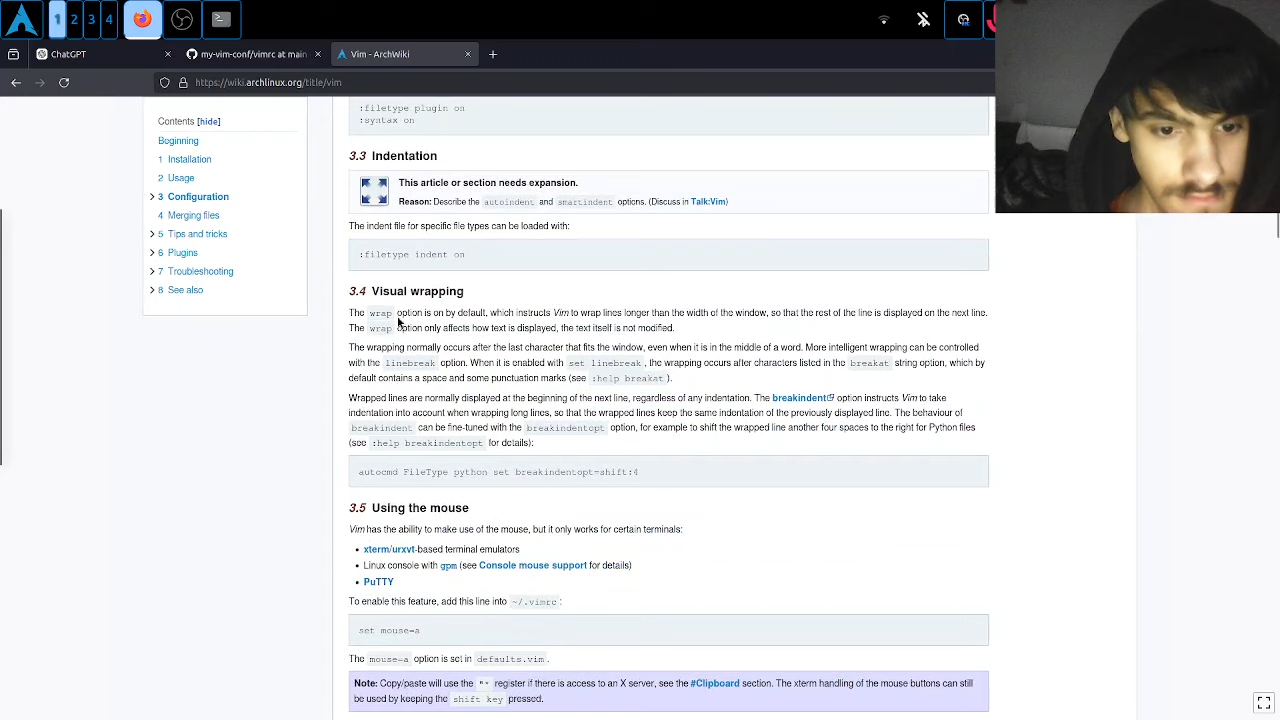 1 2 3 4
ChatGPT
my-vim-conf/vimrc at main
Vim - ArchWiki
https://wiki.archlinux.org/title/vim
Contents [hide]
Beginning
1 Installation
2 Usage
3 Configuration
4 Merging files
5 Tips and tricks
6 Plugins
7 Troubleshooting
8 See also
:filetype plugin on
:syntax on
3.3 Indentation
This article or section needs expansion.
Reason: Describe the autoindent and smartindent options. (Discuss in Talk:Vim)
The indent file for specific file types can be loaded with:
:filetype indent on
3.4 Visual wrapping
The wrap option is on by default, which instructs Vim to wrap lines longer than the width of the window, so that the rest of the line is displayed on the next line.
The wrap option only affects how text is displayed, the text itself is not modified.
The wrapping normally occurs after the last character that fits the window, even when it is in the middle of a word. More intelligent wrapping can be controlled
with the linebreak option. When it is enabled with set linebreak, the wrapping occurs after characters listed in the breakat string option, which by
default contains a space and some punctuation marks (see :help breakat).
Wrapped lines are normally displayed at the beginning of the next line, regardless of any indentation. The breakindent option instructs Vim to take
indentation into account when wrapping long lines, so that the wrapped lines keep the same indentation of the previously displayed line. The behaviour of
breakindent can be fine-tuned with the breakindentopt option, for example to shift the wrapped line another four spaces to the right for Python files
(see :help breakindentopt for details):
autocmd FileType python set breakindentopt=shift:4
3.5 Using the mouse
Vim has the ability to make use of the mouse, but it only works for certain terminals:
• xterm/urxvt-based terminal emulators
• Linux console with gpm (see Console mouse support for details)
• PuTTY
To enable this feature, add this line into ~/.vimrc:
set mouse=a
The mouse=a option is set in defaults.vim.
Note: Copy/paste will use the "* register if there is access to an X server, see the #Clipboard section. The xterm handling of the mouse buttons can still
be used by keeping the shift key pressed.